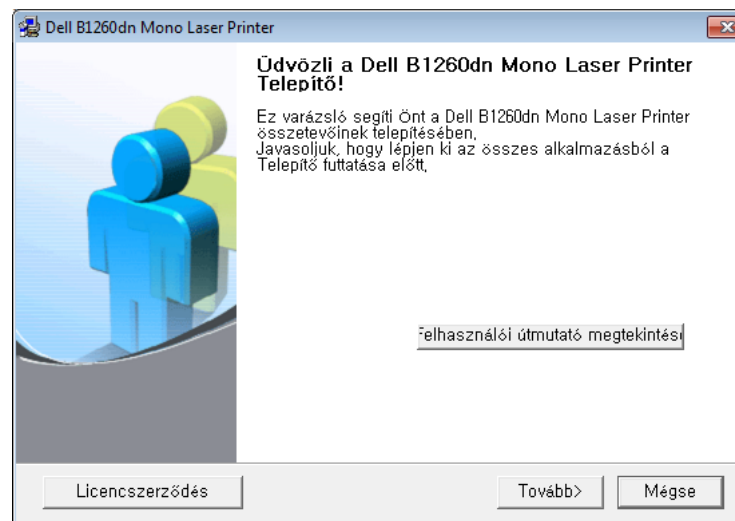 Dell B1260dn Mono Laser Printer
Üdvözli a Dell B1260dn Mono Laser Printer
Telepítő!
Ez varázsló segíti Önt a Dell B1260dn Mono Laser Printer
összetevőinek telepítésében,
Javasoljuk, hogy lépjen ki az összes alkalmazásból a
Telepítő futtatása előtt,
Felhasználói útmutató megtekintése
Licencszerződés
Tovább>
Mégse